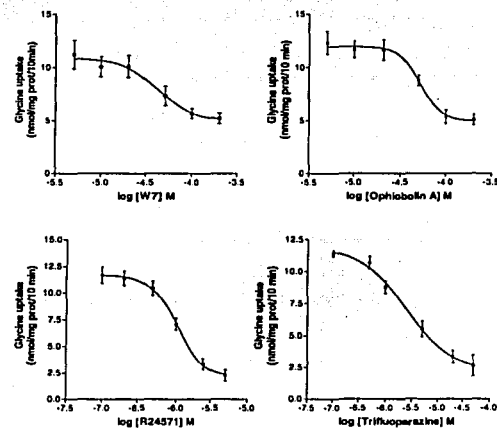 Glycine uptake
(nmol/mg prot/10min)
15
10
5
0
-5.5 -5.0 -4.5 -4.0 -3.5
log [W7] M
Glycine uptake
(nmol/mg prot/10 min)
15
10
5
0
-5.5 -5.0 -4.5 -4.0 -3.5
log [Ophiobolin A] M
Glycine uptake
(nmol/mg prot/10 min)
15.0
12.5
10.0
7.5
5.0
2.5
0.0
-7.5 -7.0 -6.5 -6.0 -5.5 -5.0
log [R24571] M
Glycine uptake
(nmol/mg prot/10 min)
12.5
10.0
7.5
5.0
2.5
0.0
-7.5 -7.0 -6.5 -6.0 -5.5 -5.0 -4.5 -4.0
log [Trifluoparazine] M